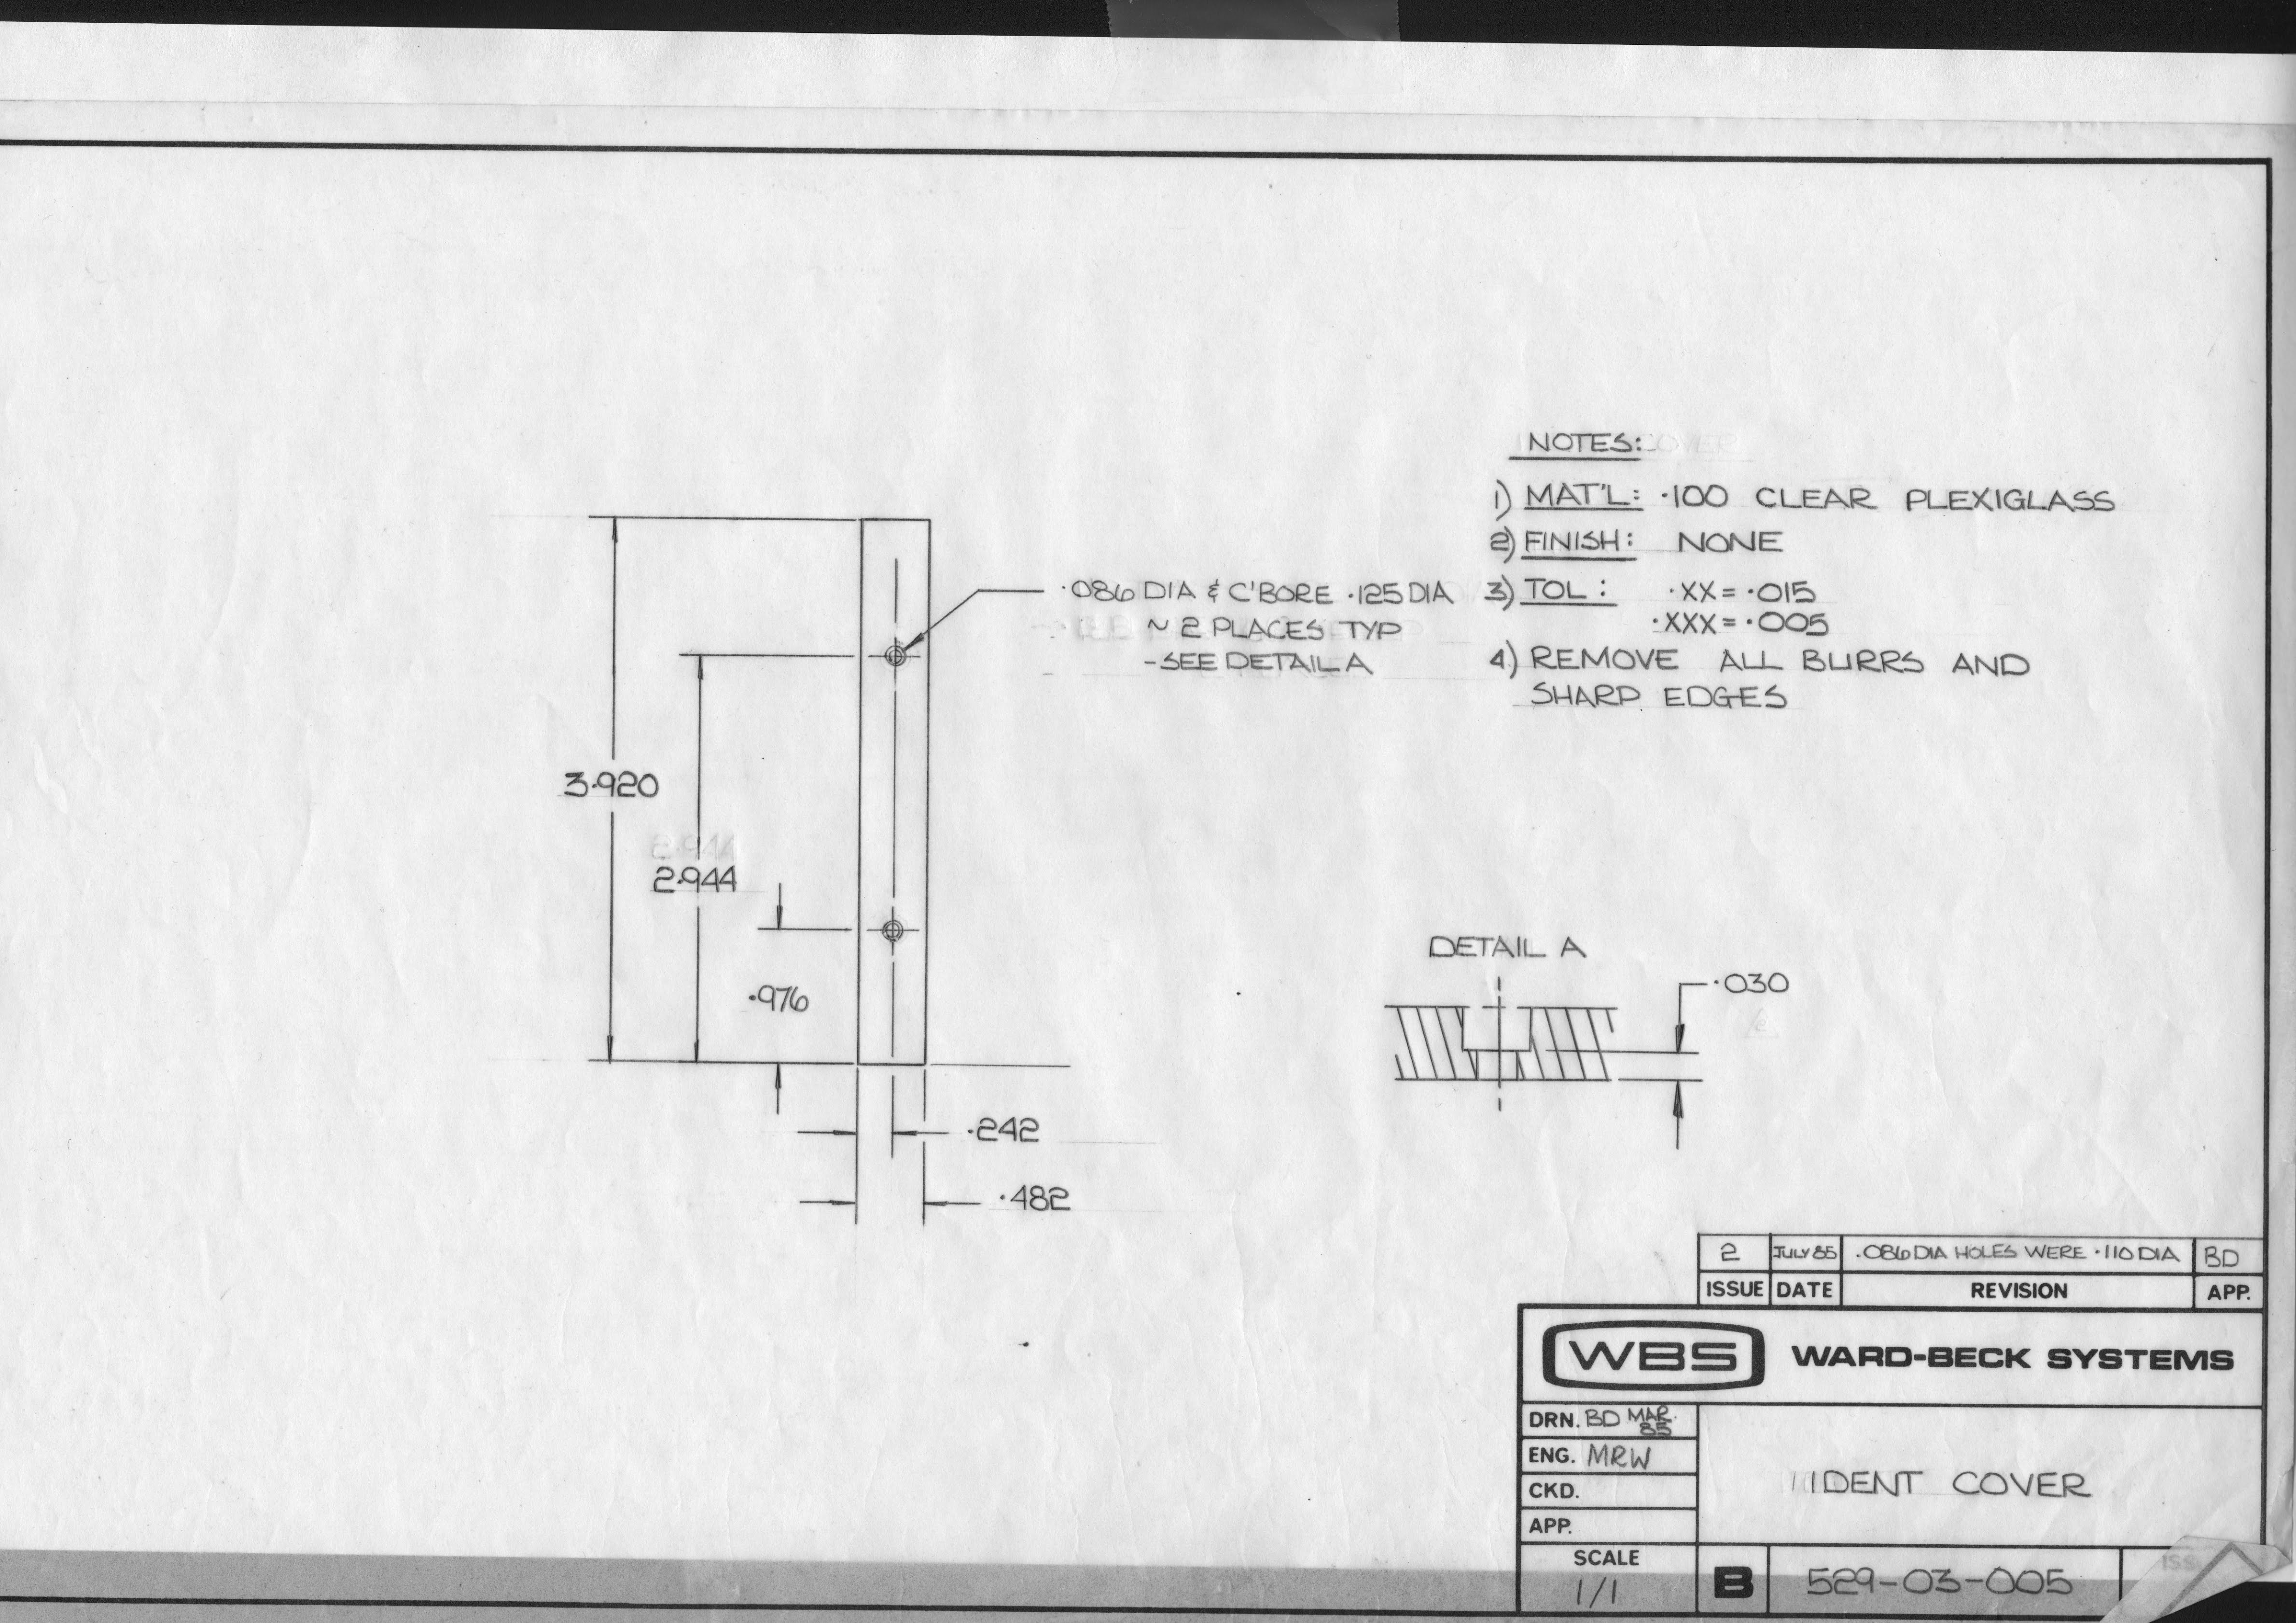 NOTES:
1) MAT'L: .100 CLEAR PLEXIGLASS
2) FINISH: NONE
3) TOL: .XX = .015
.XXX = .005
4) REMOVE ALL BURRS AND
SHARP EDGES
.086 DIA & C'BORE .125 DIA
~ 2 PLACES TYP
- SEE DETAIL A
3.920
2.944
.976
.242
.482
DETAIL A
.030
2 JULY 85 .086 DIA HOLES WERE .110 DIA BD
ISSUE DATE REVISION APP.
WBS WARD-BECK SYSTEMS
DRN. BD MAR. 85
ENG. MRW
CKD.
APP.
IDENT COVER
SCALE
1/1
B 529-03-005